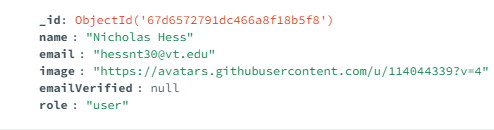 _id: ObjectId('67d6572791dc466a8f18b5f8')
name : "Nicholas Hess"
email : "hessnt30@vt.edu"
image : "https://avatars.githubusercontent.com/u/114044339?v=4"
emailVerified : null
role : "user"